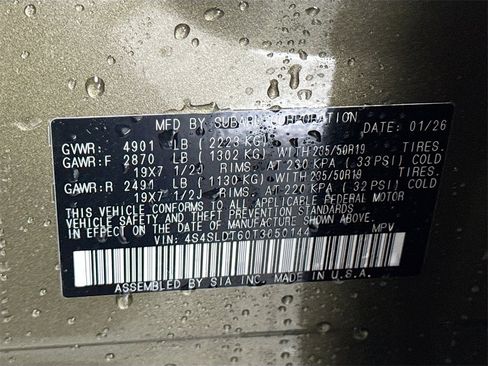 MFD BY SUBARU CORPORATION DATE: 01/26
GVWR: 4901 LB (2223 KG)
GAWR:F 2870 LB (1302 KG) WITH 235/50R19 TIRES.
19X7 1/2J RIMS. AT 230 KPA (33 PSI) COLD
GAWR:R 2491 LB (1130 KG) WITH 235/50R19 TIRES.
19X7 1/2J RIMS. AT 220 KPA (32 PSI) COLD
THIS VEHICLE CONFORMS TO ALL APPLICABLE FEDERAL MOTOR
VEHICLE SAFETY AND THEFT PREVENTION STANDARDS
IN EFFECT ON THE DATE OF MANUFACTURE SHOWN ABOVE.
VIN: 4S4SLDT60T3050144 MPV
ASSEMBLED BY SIA INC. MADE IN U.S.A.